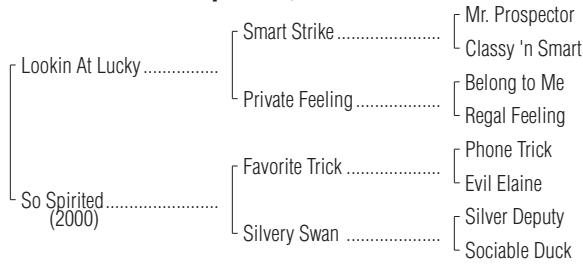 Mr. Prospector
Smart Strike ....................
Classy 'n Smart
Lookin At Lucky ................
Belong to Me
Private Feeling ..................
Regal Feeling
Phone Trick
Favorite Trick .....................
Evil Elaine
So Spirited ........................
(2000)
Silver Deputy
Silvery Swan .....................
Sociable Duck